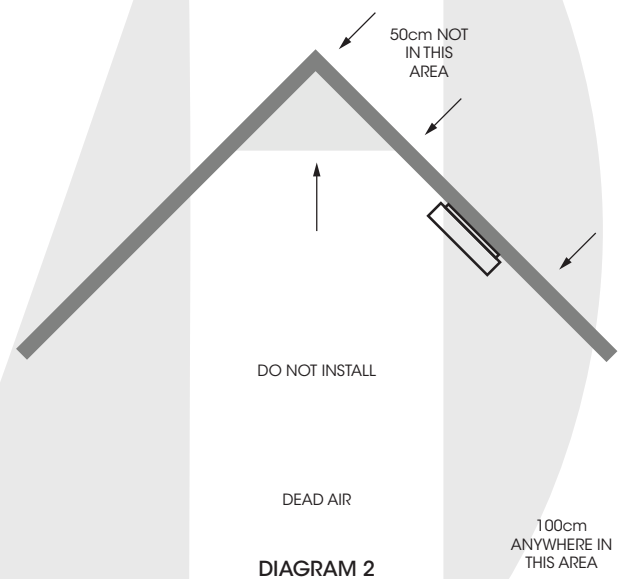 50cm NOT
IN THIS
AREA
DO NOT INSTALL
DEAD AIR
100cm
ANYWHERE IN
THIS AREA
DIAGRAM 2